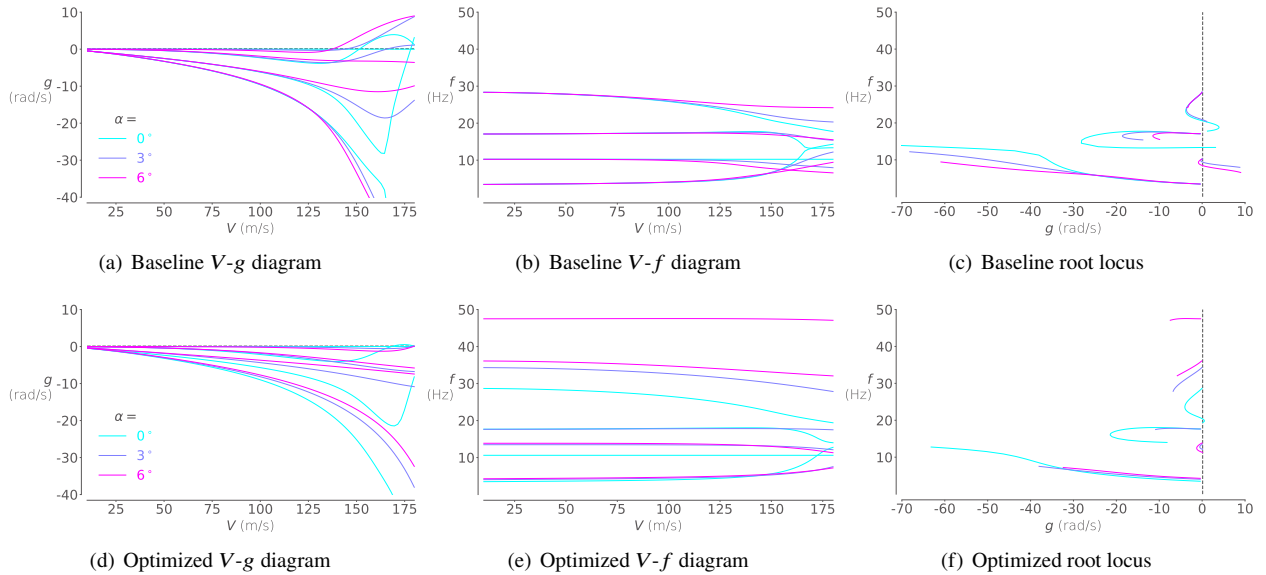 10
0
-10
-20
-30
-40
g
(rad/s)
α =
0°
3°
6°
25 50 75 100 125 150 175
V (m/s)
(a) Baseline V-g diagram
50
40
30
20
10
f
(Hz)
25 50 75 100 125 150 175
V (m/s)
(b) Baseline V-f diagram
50
40
30
20
10
f
(Hz)
-70 -60 -50 -40 -30 -20 -10 0 10
g (rad/s)
(c) Baseline root locus
10
0
-10
-20
-30
-40
g
(rad/s)
α =
0°
3°
6°
25 50 75 100 125 150 175
V (m/s)
(d) Optimized V-g diagram
50
40
30
20
10
f
(Hz)
25 50 75 100 125 150 175
V (m/s)
(e) Optimized V-f diagram
50
40
30
20
10
f
(Hz)
-70 -60 -50 -40 -30 -20 -10 0 10
g (rad/s)
(f) Optimized root locus